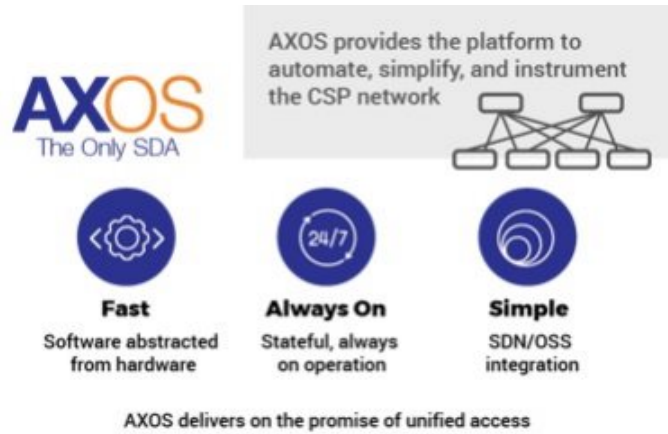 AXOS
The Only SDA
AXOS provides the platform to
automate, simplify, and instrument
the CSP network
24/7
Fast
Software abstracted
from hardware
Always On
Stateful, always
on operation
Simple
SDN/OSS
integration
AXOS delivers on the promise of unified access